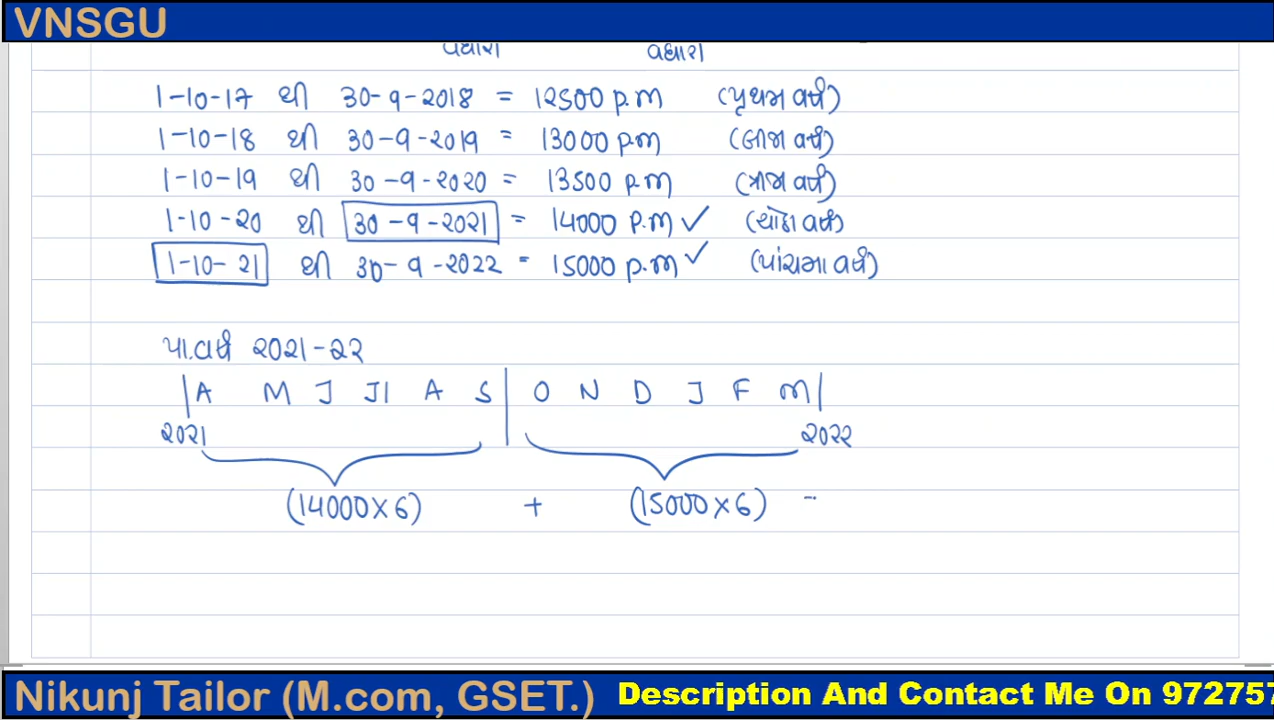 VNSGU
વધારા વધારા
1-10-17 થી 30-9-2018 = 12500 p.m (પ્રથમ વર્ષ)
1-10-18 થી 30-9-2019 = 13000 p.m (બીજા વર્ષ)
1-10-19 થી 30-9-2020 = 13500 p.m (ત્રીજા વર્ષ)
1-10-20 થી 30-9-2021 = 14000 P.m ✓ (ચોથા વર્ષ)
1-10-21 થી 30-9-2022 = 15000 p.m ✓ (પાંચમા વર્ષ)
પા.વર્ષ 2021-22
A M J Jl A S O N D J F M
2021 2022
(14000×6) + (15000×6) -
Nikunj Tailor (M.com, GSET.) Description And Contact Me On 972757